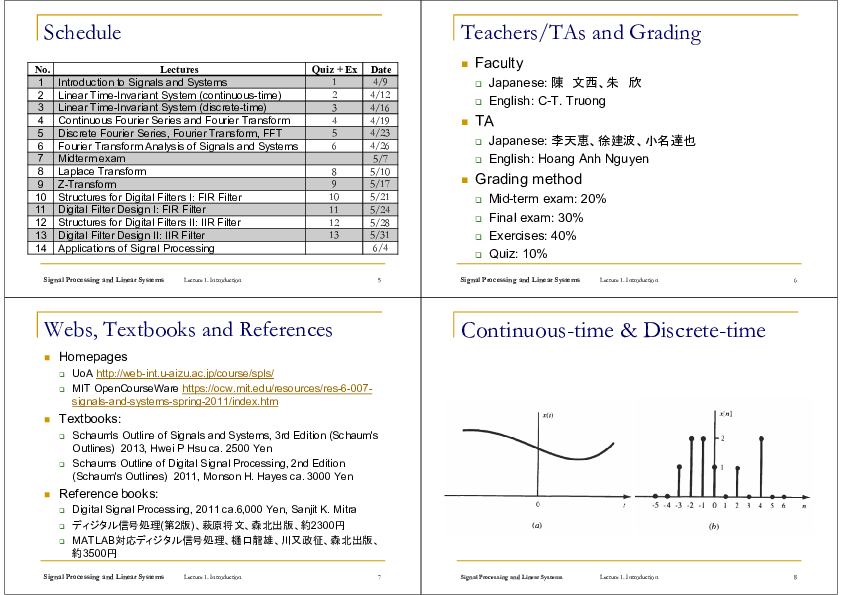 Schedule
No. Lectures Quiz + Ex Date
1 Introduction to Signals and Systems 1 4/9
2 Linear Time-Invariant System (continuous-time) 2 4/12
3 Linear Time-Invariant System (discrete-time) 3 4/16
4 Continuous Fourier Series and Fourier Transform 4 4/19
5 Discrete Fourier Series, Fourier Transform, FFT 5 4/23
6 Fourier Transform Analysis of Signals and Systems 6 4/26
7 Midterm exam 5/7
8 Laplace Transform 8 5/10
9 Z-Transform 9 5/17
10 Structures for Digital Filters I: FIR Filter 10 5/21
11 Digital Filter Design I: FIR Filter 11 5/24
12 Structures for Digital Filters II: IIR Filter 12 5/28
13 Digital Filter Design II: IIR Filter 13 5/31
14 Applications of Signal Processing 6/4
Signal Processing and Linear Systems Lecture 1. Introduction 5
Teachers/TAs and Grading
Faculty
Japanese: 陳 文西、朱 欣
English: C-T. Truong
TA
Japanese: 李天恵、徐建波、小名達也
English: Hoang Anh Nguyen
Grading method
Mid-term exam: 20%
Final exam: 30%
Exercises: 40%
Quiz: 10%
Signal Processing and Linear Systems Lecture 1. Introduction 6
Webs, Textbooks and References
Homepages
UoA http://web-int.u-aizu.ac.jp/course/spls/
MIT OpenCourseWare https://ocw.mit.edu/resources/res-6-007-
signals-and-systems-spring-2011/index.htm
Textbooks:
Schaum's Outline of Signals and Systems, 3rd Edition (Schaum's
Outlines) 2013, Hwei P Hsu ca. 2500 Yen
Schaums Outline of Digital Signal Processing, 2nd Edition
(Schaum's Outlines) 2011, Monson H. Hayes ca. 3000 Yen
Reference books:
Digital Signal Processing, 2011 ca.6,000 Yen, Sanjit K. Mitra
ディジタル信号処理(第2版)、萩原将文、森北出版、約2300円
MATLAB対応ディジタル信号処理、樋口龍雄、川又政征、森北出版、
約3500円
Signal Processing and Linear Systems Lecture 1. Introduction 7
Continuous-time & Discrete-time
x(t)
0 t
(a)
x[n]
2
1
-5 -4 -3 -2 -1 0 1 2 3 4 5 6 n
(b)
Signal Processing and Linear Systems Lecture 1. Introduction 8